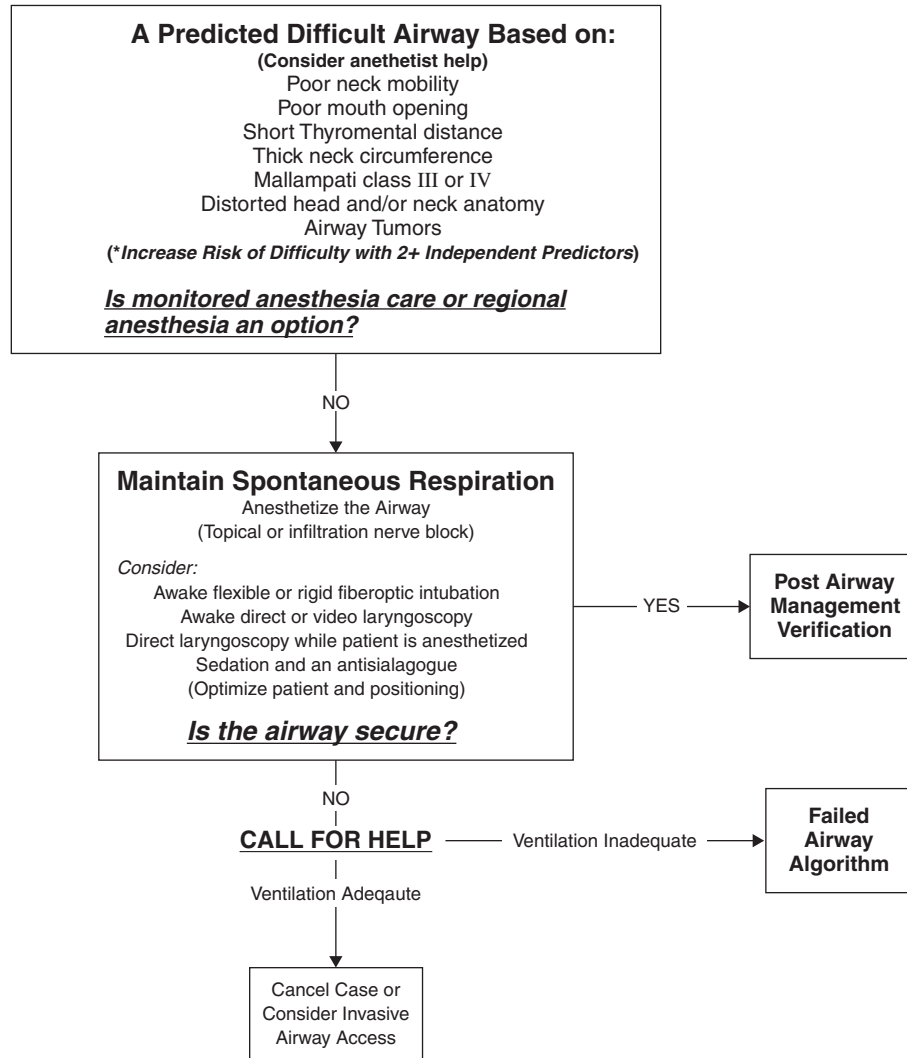 A Predicted Difficult Airway Based on:
(Consider anethetist help)
Poor neck mobility
Poor mouth opening
Short Thyromental distance
Thick neck circumference
Mallampati class III or IV
Distorted head and/or neck anatomy
Airway Tumors
(*Increase Risk of Difficulty with 2+ Independent Predictors)
Is monitored anesthesia care or regional
anesthesia an option?
NO
Maintain Spontaneous Respiration
Anesthetize the Airway
(Topical or infiltration nerve block)
Consider:
Awake flexible or rigid fiberoptic intubation
Awake direct or video laryngoscopy
Direct laryngoscopy while patient is anesthetized
Sedation and an antisialagogue
(Optimize patient and positioning)
Is the airway secure?
YES
Post Airway
Management
Verification
NO
CALL FOR HELP
Ventilation Inadequate
Failed
Airway
Algorithm
Ventilation Adeqaute
Cancel Case or
Consider Invasive
Airway Access